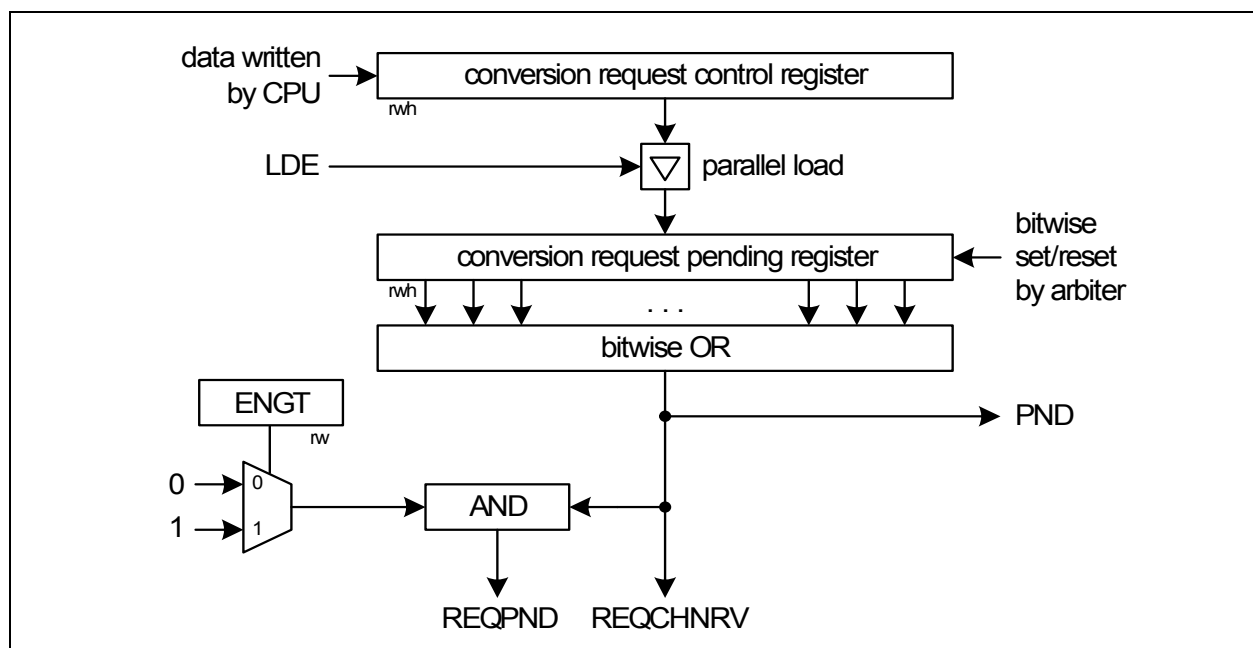 data written
by CPU
conversion request control register
rwh
LDE
parallel load
conversion request pending register
rwh
bitwise
set/reset
by arbiter
. . .
bitwise OR
ENGT
rw
PND
0
0
1
1
AND
REQPND
REQCHNRV